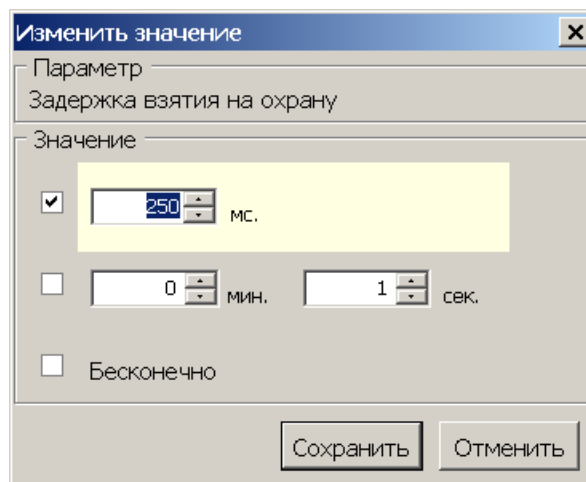 Изменить значение
Параметр
Задержка взятия на охрану
Значение
250 мс.
0 мин. 1 сек.
Бесконечно
Сохранить Отменить